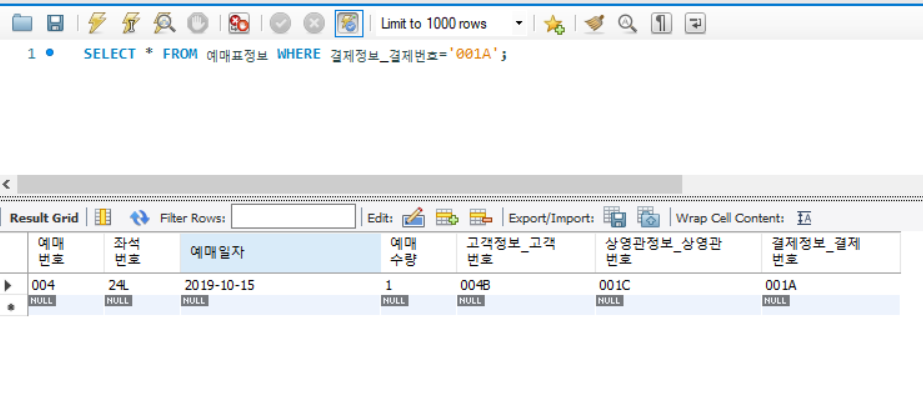 Limit to 1000 rows
1 SELECT * FROM 예매표정보 WHERE 결제정보_결제번호='001A';
Result Grid Filter Rows: Edit: Export/Import: Wrap Cell Content: IA
예매 좌석 예매일자 예매 고객정보_고객 상영관정보_상영관 결제정보_결제
번호 번호 수량 번호 번호 번호
004 24L 2019-10-15 1 004B 001C 001A
NULL NULL NULL NULL NULL NULL NULL